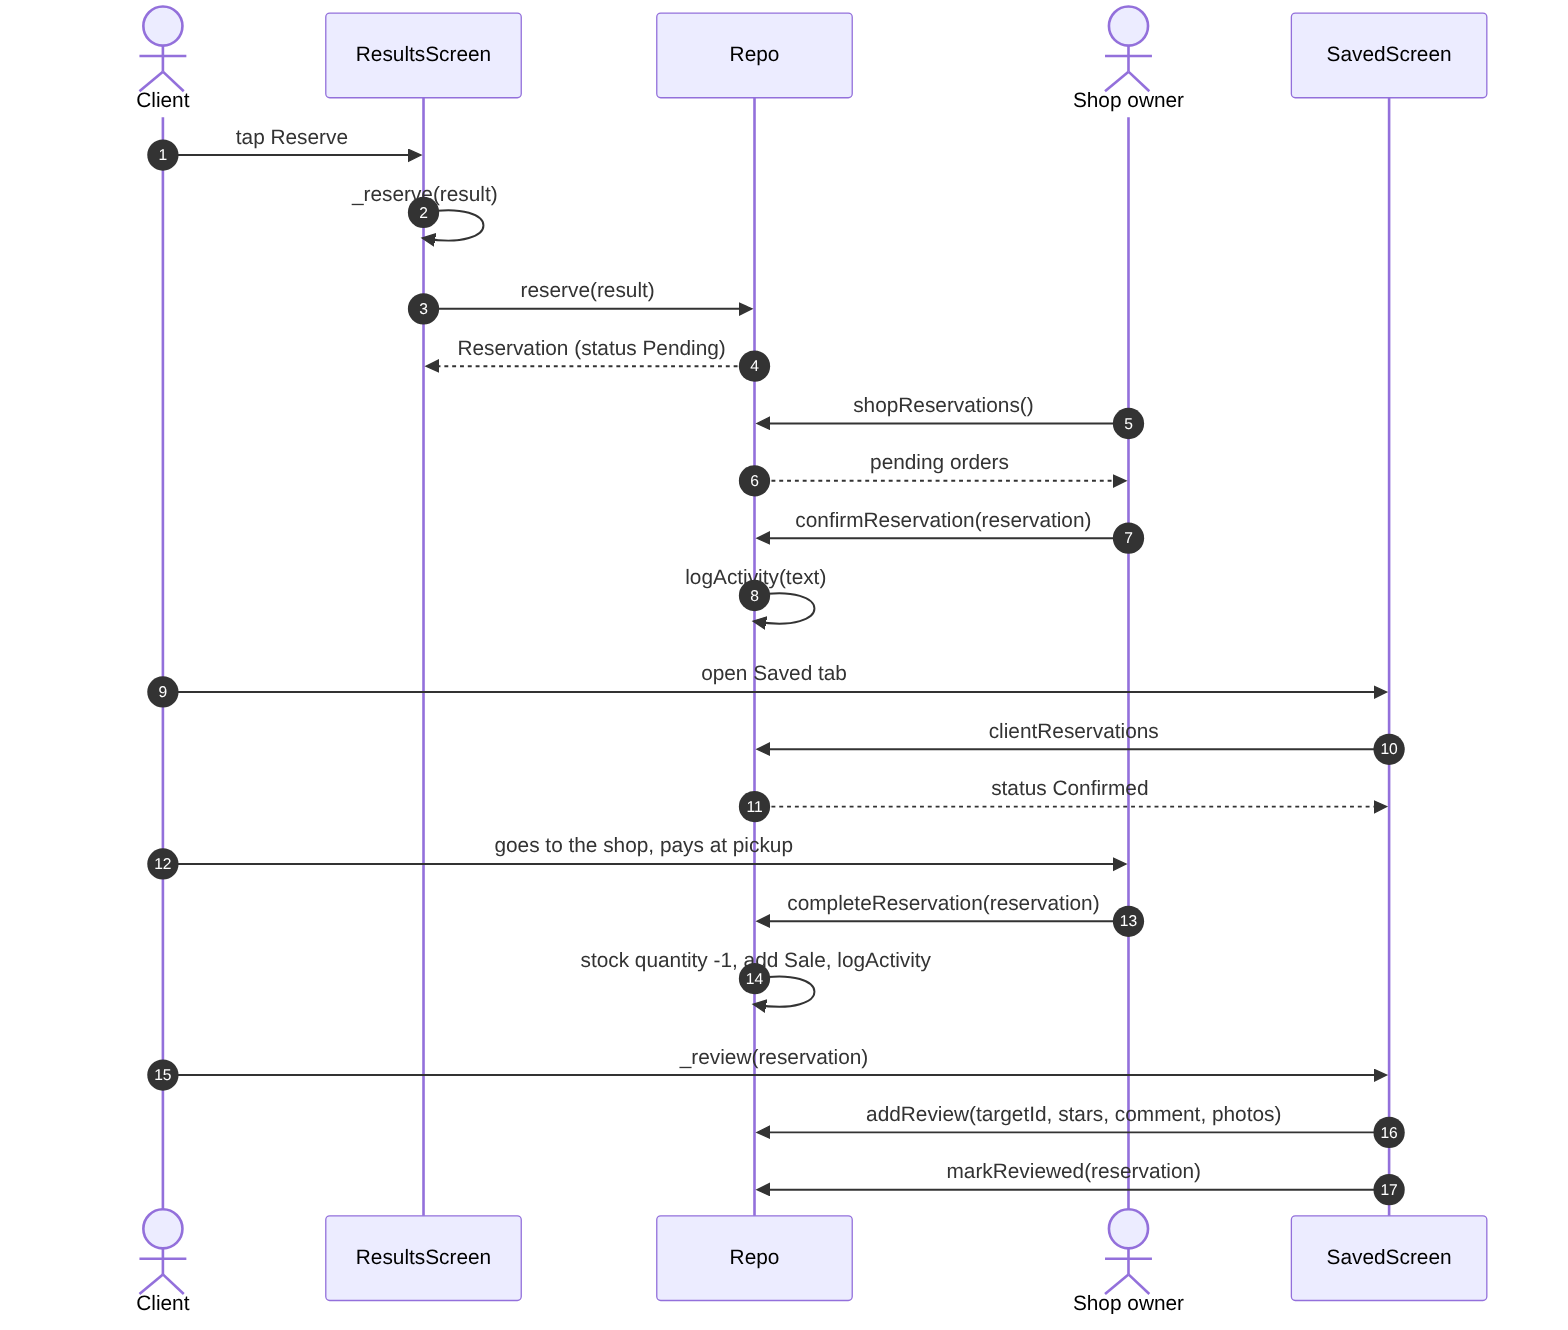 Client
ResultsScreen
Repo
Shop owner
SavedScreen
tap Reserve
1
_reserve(result)
2
reserve(result)
3
Reservation (status Pending)
4
shopReservations()
5
pending orders
6
confirmReservation(reservation)
7
logActivity(text)
8
open Saved tab
9
clientReservations
10
status Confirmed
11
goes to the shop, pays at pickup
12
completeReservation(reservation)
13
stock quantity -1, add Sale, logActivity
14
_review(reservation)
15
addReview(targetId, stars, comment, photos)
16
markReviewed(reservation)
17
Client
ResultsScreen
Repo
Shop owner
SavedScreen